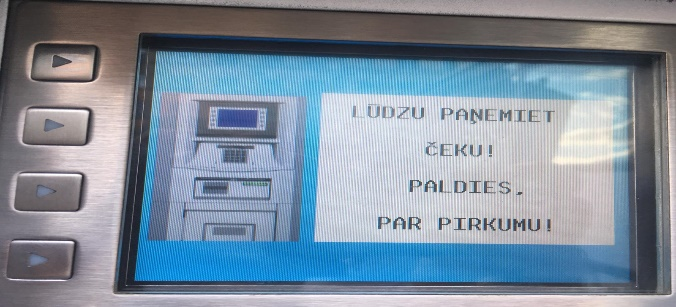 LŪDZU PAŅEMIET
ČEKU!
PALDIES,
PAR PIRKUMU!